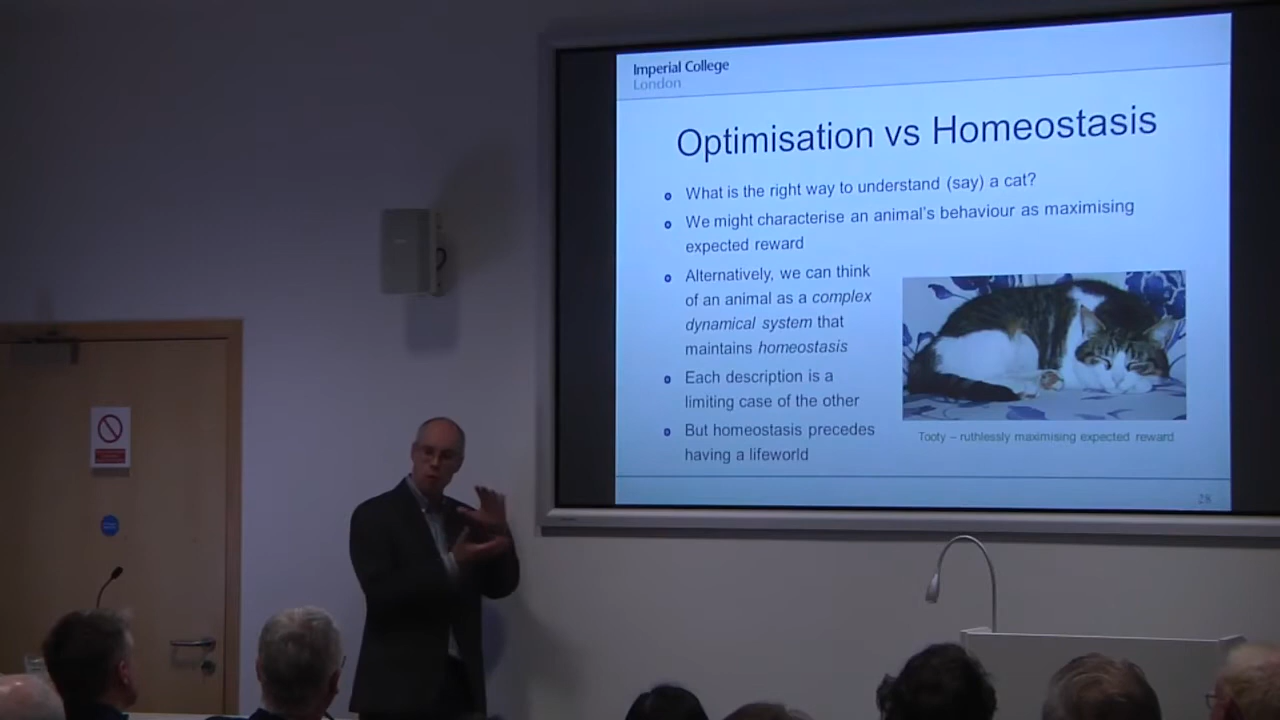 Imperial College
London
Optimisation vs Homeostasis
What is the right way to understand (say) a cat?
We might characterise an animal's behaviour as maximising
expected reward
Alternatively, we can think
of an animal as a complex
dynamical system that
maintains homeostasis
Each description is a
limiting case of the other
But homeostasis precedes
having a lifeworld
Tooty – ruthlessly maximising expected reward
28